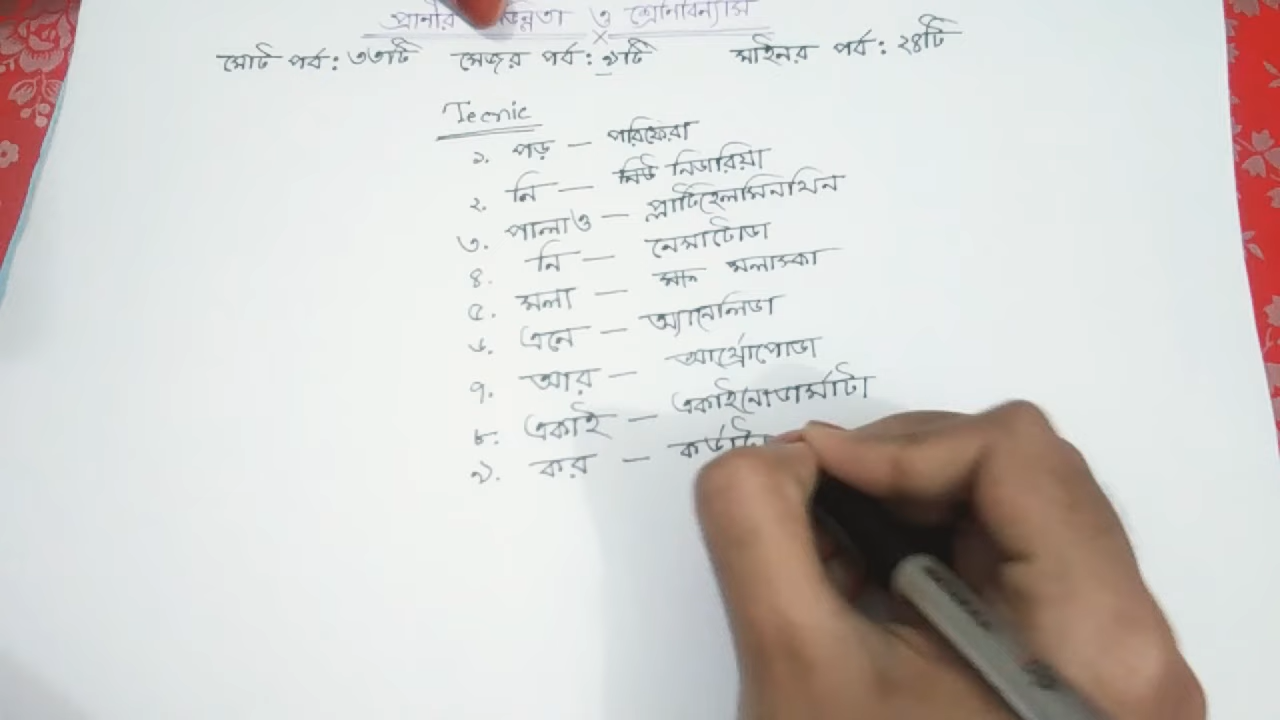 প্রাণীর ভিন্নতা ও শ্রেণিবিন্যাস
মোট পর্ব: ৩৩টি মেজর পর্ব: ৯টি মাইনর পর্ব: ২৪টি
Tecnic
১. পড় — পরিফেরা
২. নি — নিডারিয়া
৩. পালাও — প্লাটিহেলমিনথিন
৪. নি — নেমাটোডা
৫. মলা — মলাস্কা
৬. এনে — অ্যানেলিডা
৭. আর — আর্থ্রোপোডা
৮. একাই — একাইনোডার্মাটা
৯. কর —